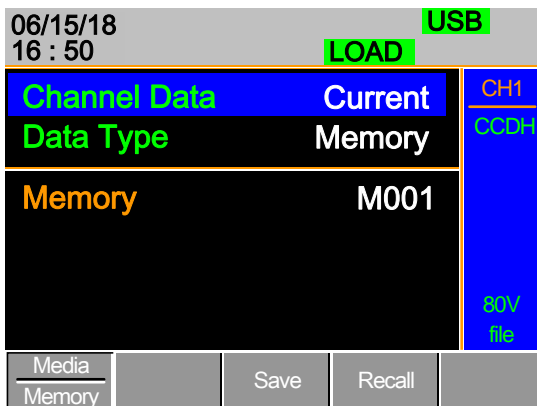 06/15/18 USB
16 : 50 LOAD
Channel Data Current CH1
Data Type Memory CCDH
Memory M001
80V
file
Media
Memory Save Recall